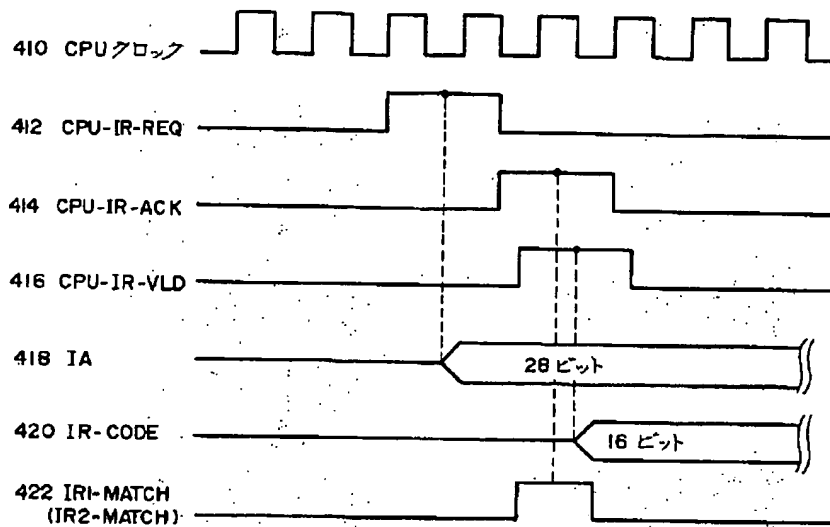 410 CPUクロック
412 CPU-IR-REQ
414 CPU-IR-ACK
416 CPU-IR-VLD
418 IA
28 ビット
420 IR-CODE
16 ビット
422 IR1-MATCH
(IR2-MATCH)